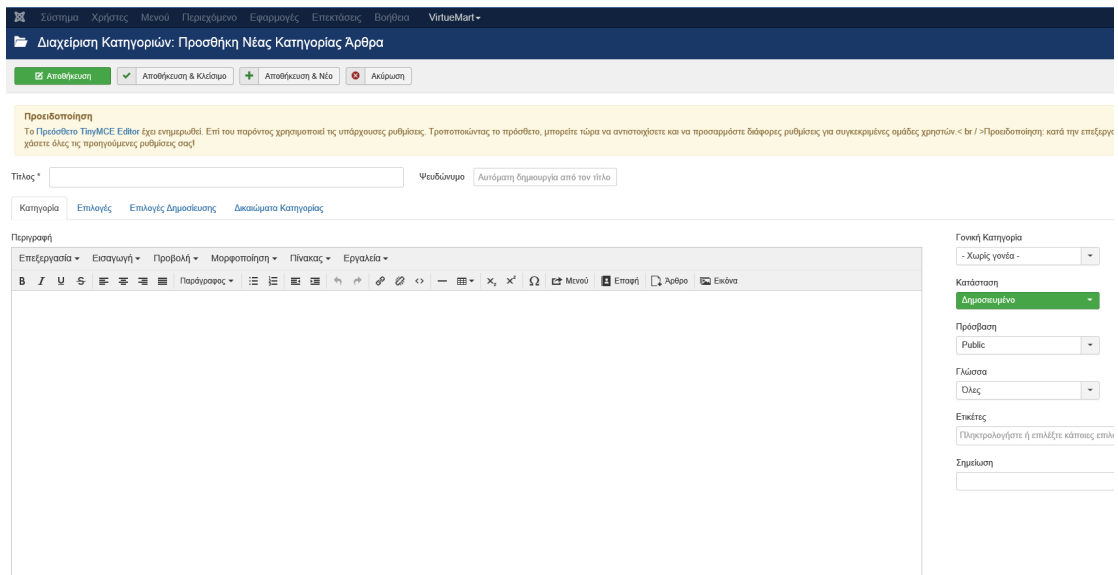 Σύστημα Χρήστες Μενού Περιεχόμενο Εφαρμογές Επεκτάσεις Βοήθεια VirtueMart
Διαχείριση Κατηγοριών: Προσθήκη Νέας Κατηγορίας Άρθρα
Αποθήκευση Αποθήκευση & Κλείσιμο Αποθήκευση & Νέο Ακύρωση
Προειδοποίηση
Το Πρεόσθετο TinyMCE Editor έχει ενημερωθεί. Επί του παρόντος χρησιμοποιεί τις υπάρχουσες ρυθμίσεις. Τροποποιώντας το πρόσθετο, μπορείτε τώρα να αντιστοιχίσετε και να προσαρμόστε διάφορες ρυθμίσεις για συγκεκριμένες ομάδες χρηστών.< br / >Προειδοποίηση: κατά την επεξεργα
χάσετε όλες τις προηγούμενες ρυθμίσεις σας!
Τίτλος * Ψευδώνυμο Αυτόματη δημιουργία από τον τίτλο
Κατηγορία Επιλογές Επιλογές Δημοσίευσης Δικαιώματα Κατηγορίας
Περιγραφή
Επεξεργασία Εισαγωγή Προβολή Μορφοποίηση Πίνακας Εργαλεία
B I U S Παράγραφος x₂ x² Ω Μενού Επαφή Άρθρο Εικόνα
Γονική Κατηγορία
- Χωρίς γονέα -
Κατάσταση
Δημοσιευμένο
Πρόσβαση
Public
Γλώσσα
Όλες
Ετικέτες
Πληκτρολογήστε ή επιλέξτε κάποιες επιλ
Σημείωση